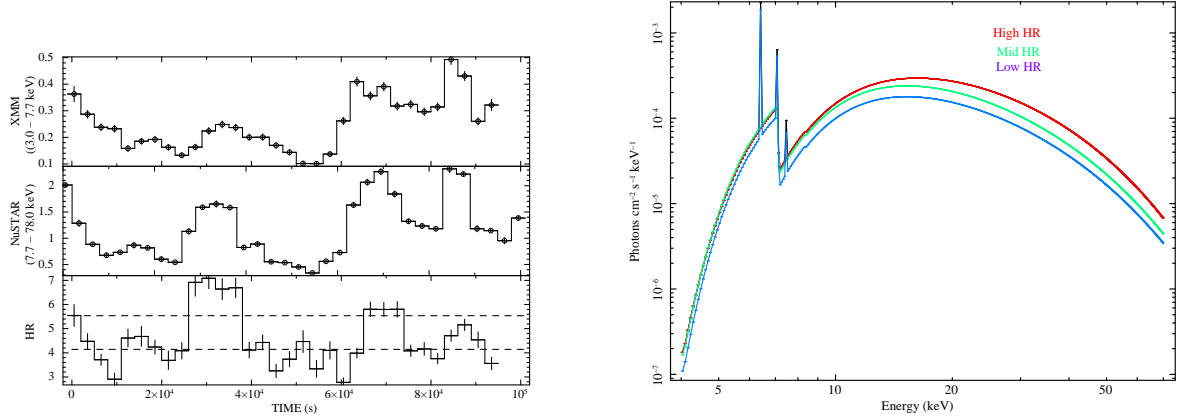 XMM
((3.0 − 7.7 keV)
0.5
0.4
0.3
0.2
0.1
NuSTAR
(7.7 − 78.0 keV)
2
1.5
1
0.5
HR
7
6
5
4
3
0
2×10⁴
4×10⁴
6×10⁴
8×10⁴
10⁵
TIME (s)
High HR
Mid HR
Low HR
Photons cm⁻² s⁻¹ keV⁻¹
10⁻³
10⁻⁴
10⁻⁵
10⁻⁶
10⁻⁷
5
10
20
50
Energy (keV)